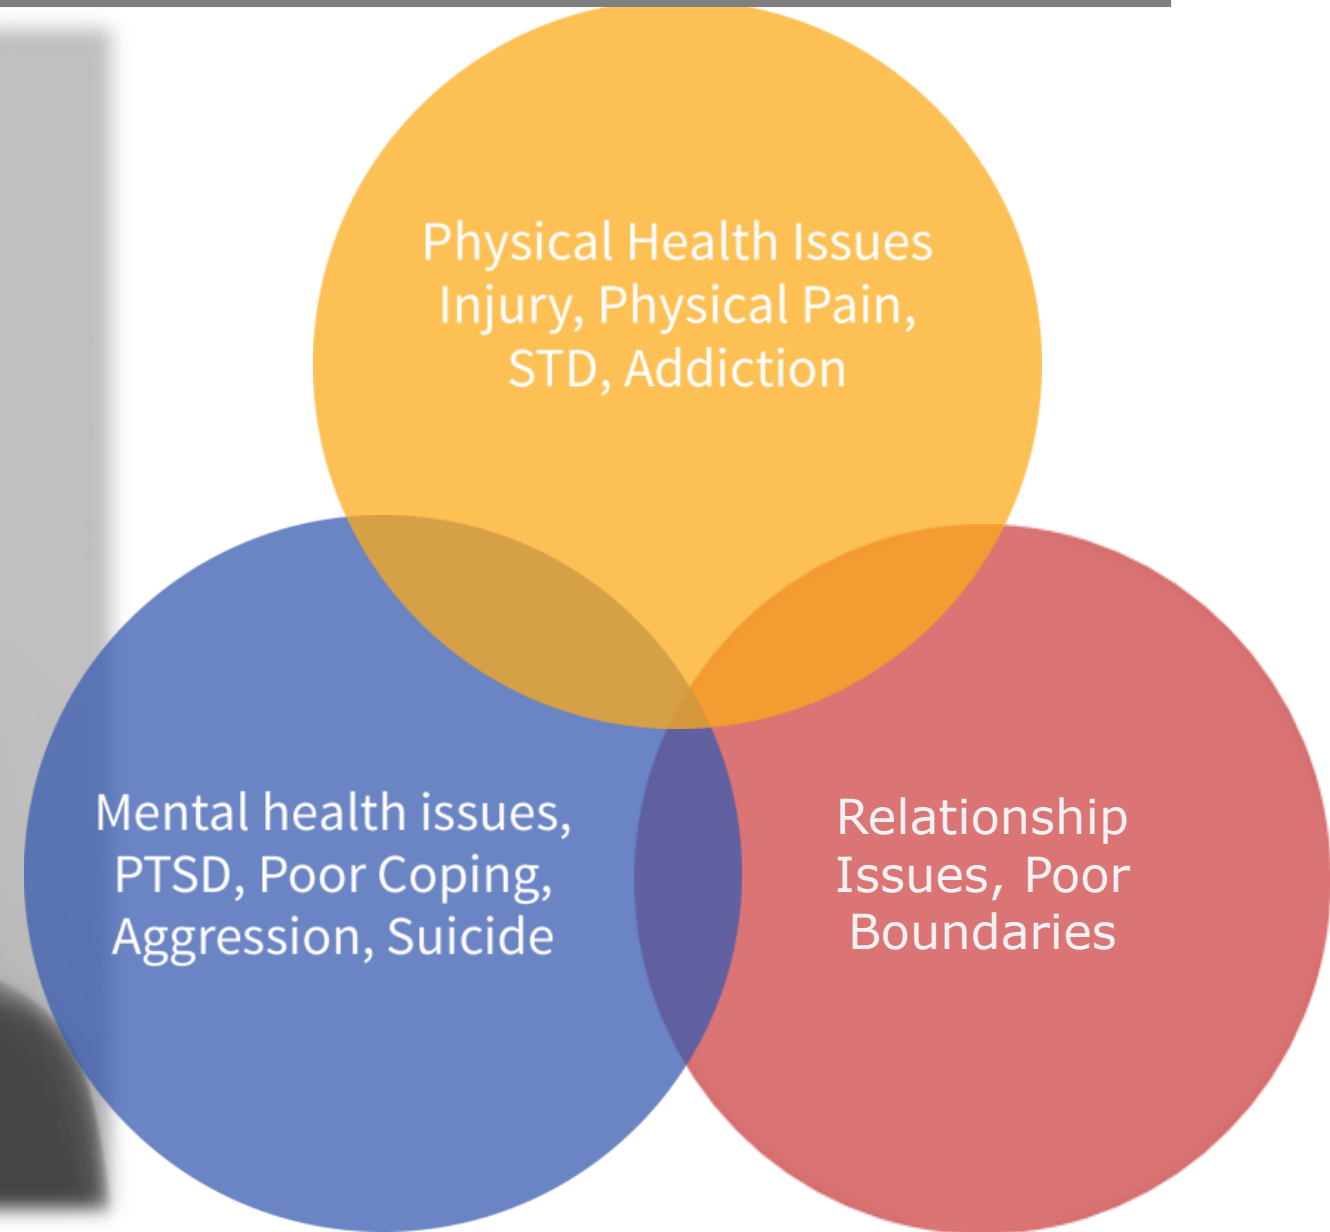 Physical Health Issues
Injury, Physical Pain,
STD, Addiction
Mental health issues,
PTSD, Poor Coping,
Aggression, Suicide
Relationship
Issues, Poor
Boundaries